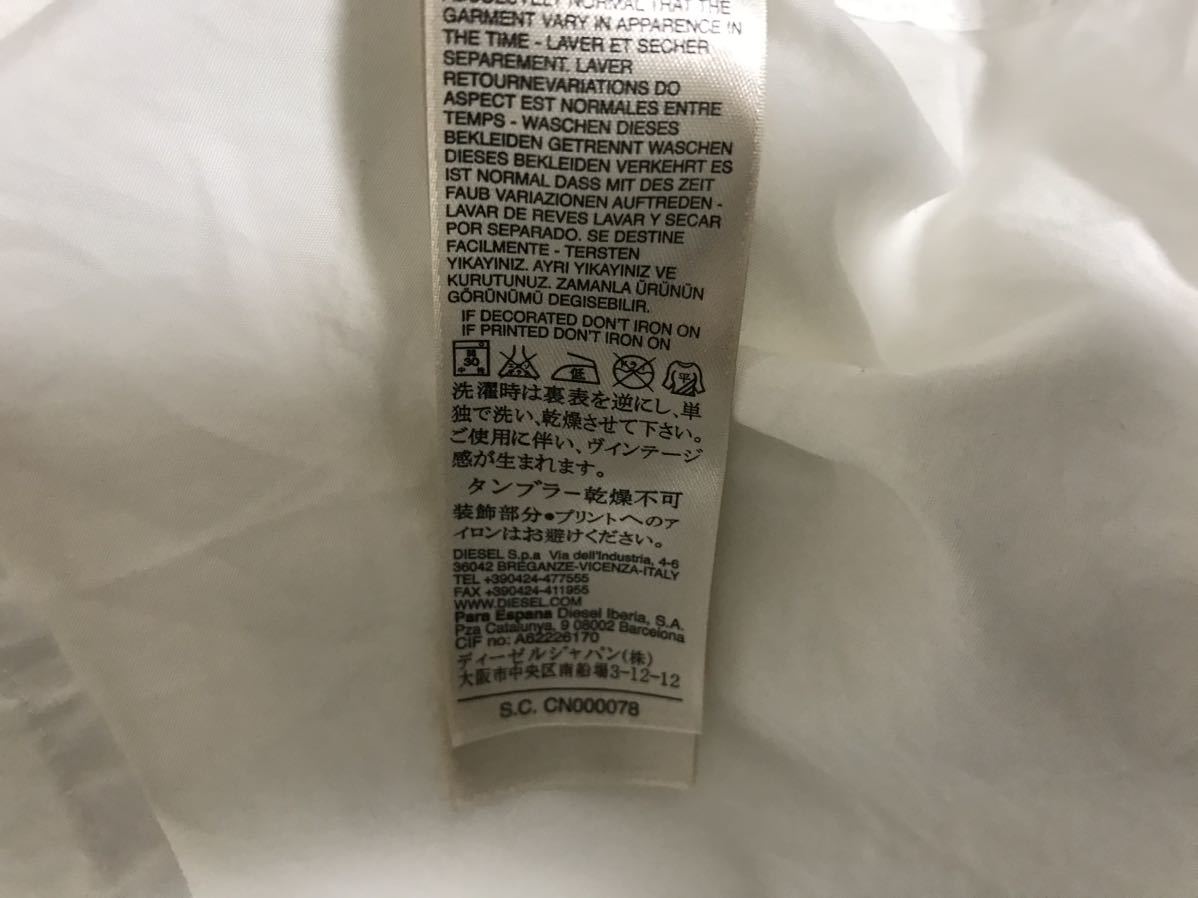 ABSOLUTELY NORMAL THAT THE
GARMENT VARY IN APPARENCE IN
THE TIME - LAVER ET SECHER
SEPAREMENT. LAVER
RETOURNEVARIATIONS DO
ASPECT EST NORMALES ENTRE
TEMPS - WASCHEN DIESES
BEKLEIDEN GETRENNT WASCHEN
DIESES BEKLEIDEN VERKEHRT ES
IST NORMAL DASS MIT DES ZEIT
FAUB VARIAZIONEN AUFTREDEN -
LAVAR DE REVES LAVAR Y SECAR
POR SEPARADO. SE DESTINE
FACILMENTE - TERSTEN
YIKAYINIZ. AYRI YIKAYINIZ VE
KURUTUNUZ. ZAMANLA ÜRÜNÜN
GÖRÜNÜMÜ DEGISEBILIR.
IF DECORATED DON'T IRON ON
IF PRINTED DON'T IRON ON
30 中性 低 平
洗濯時は裏表を逆にし、単
独で洗い、乾燥させて下さい。
ご使用に伴い、ヴィンテージ
感が生まれます。
タンブラー乾燥不可
装飾部分●プリントへのア
イロンはお避けください。
DIESEL S.p.a Via dell'Industria, 4-6
36042 BREGANZE-VICENZA-ITALY
TEL +390424-477555
FAX +390424-411955
WWW.DIESEL.COM
Para Espana Diesel Iberia, S.A.
Pza Catalunya, 9 08002 Barcelona
CIF no: A62226170
ディーゼルジャパン(株)
大阪市中央区南船場3-12-12
S.C. CN000078